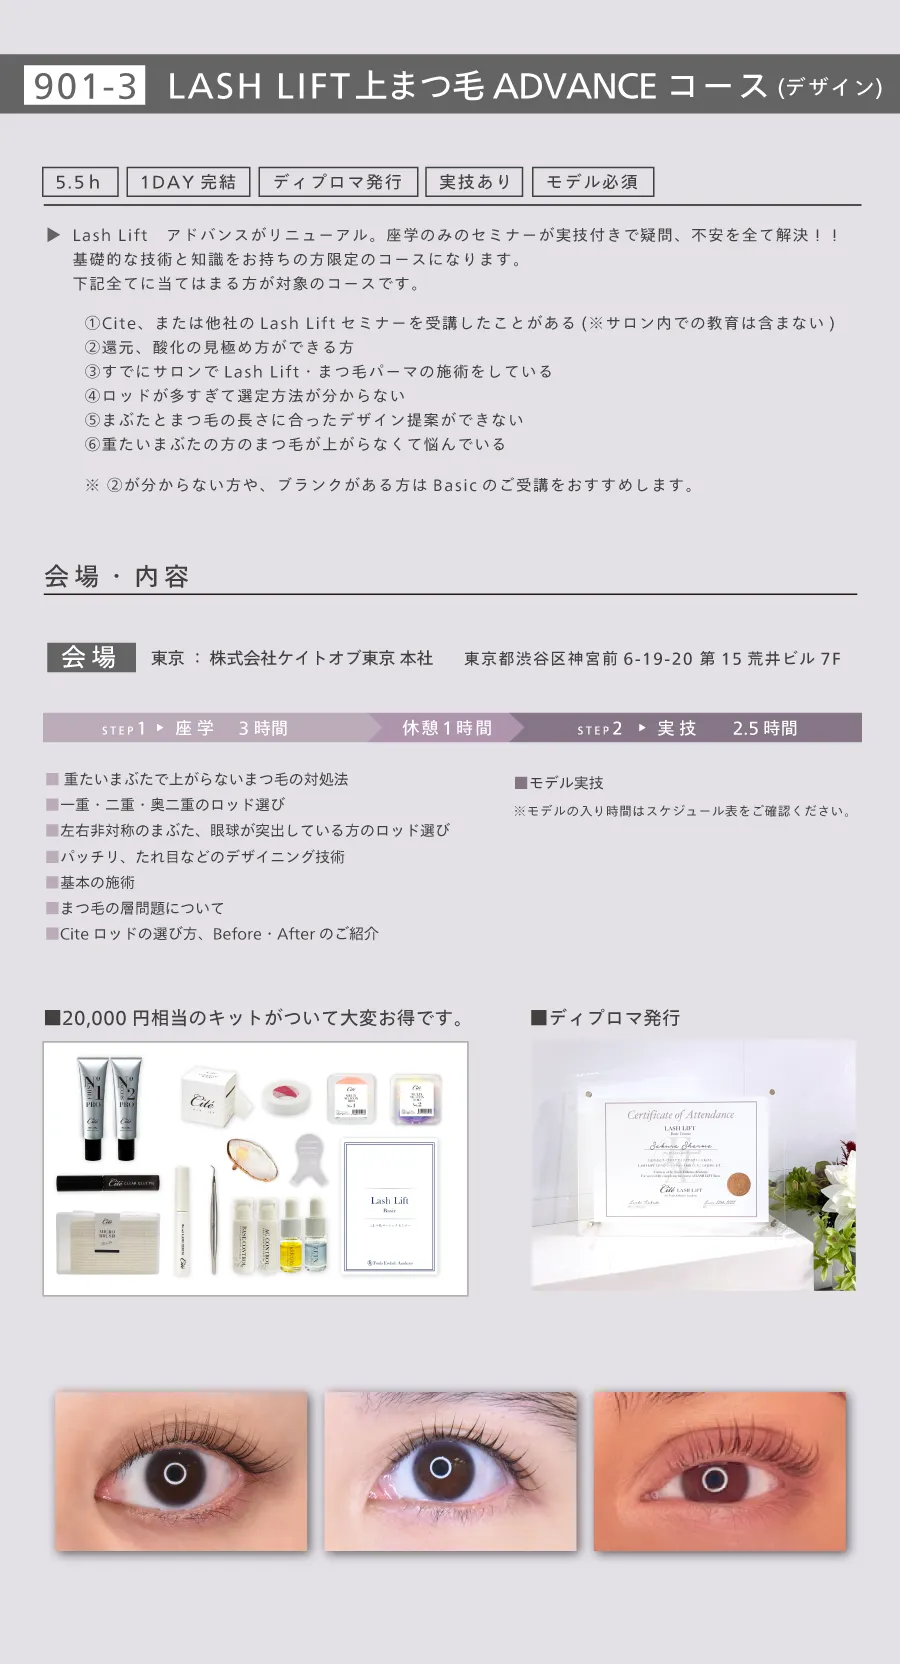 901-3 LASH LIFT上まつ毛 ADVANCE コース (デザイン)
5.5h 1DAY 完結 ディプロマ発行 実技あり モデル必須
▶ Lash Lift　アドバンスがリニューアル。座学のみのセミナーが実技付きで疑問、不安を全て解決！！
基礎的な技術と知識をお持ちの方限定のコースになります。
下記全てに当てはまる方が対象のコースです。
①Cite、または他社の Lash Lift セミナーを受講したことがある (※サロン内での教育は含まない )
②還元、酸化の見極め方ができる方
③すでにサロンで Lash Lift・まつ毛パーマの施術をしている
④ロッドが多すぎて選定方法が分からない
⑤まぶたとまつ毛の長さに合ったデザイン提案ができない
⑥重たいまぶたの方のまつ毛が上がらなくて悩んでいる
※ ②が分からない方や、ブランクがある方は Basic のご受講をおすすめします。
会場・内容
会場 東京 ： 株式会社ケイトオブ東京 本社 東京都渋谷区神宮前 6-19-20 第 15 荒井ビル 7F
STEP1 ▶ 座学 3 時間 休憩 1 時間 STEP2 ▶ 実技 2.5 時間
■ 重たいまぶたで上がらないまつ毛の対処法
■一重・二重・奥二重のロッド選び
■左右非対称のまぶた、眼球が突出している方のロッド選び
■パッチリ、たれ目などのデザイニング技術
■基本の施術
■まつ毛の層問題について
■Cite ロッドの選び方、Before・After のご紹介
■モデル実技
※モデルの入り時間はスケジュール表をご確認ください。
■20,000 円相当のキットがついて大変お得です。
Nº 1 PRO
Nº 2 PRO
Cité
Cité
Cité
MICRO BRUSH
BASE CONTROL
AC CONTROL
Lash Lift
Basic
■ディプロマ発行
Certificate of Attendance
LASH LIFT
Cité LASH LIFT